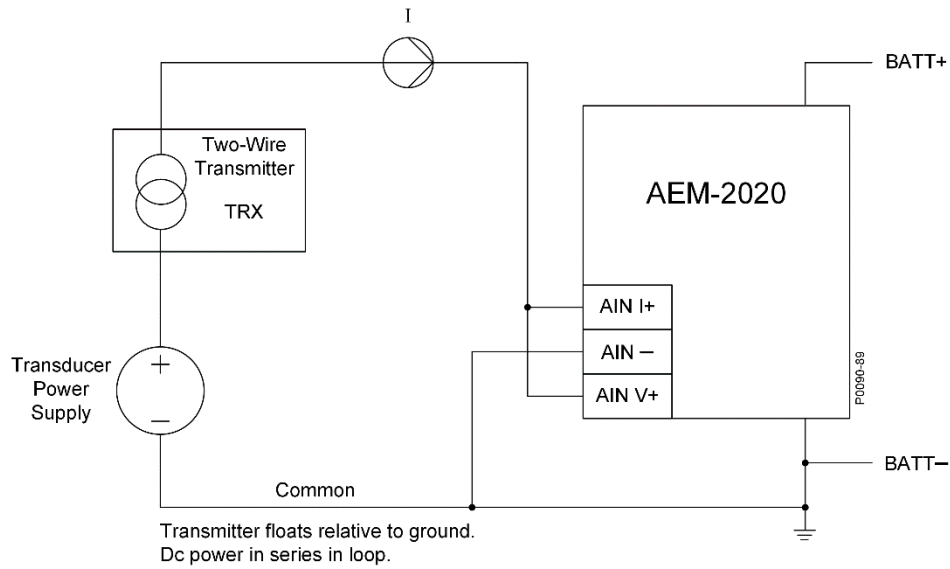 I
BATT+
Two-Wire
Transmitter
TRX
AEM-2020
AIN I+
AIN –
AIN V+
P0090-89
Transducer
Power
Supply
+
–
BATT–
Common
Transmitter floats relative to ground.
Dc power in series in loop.